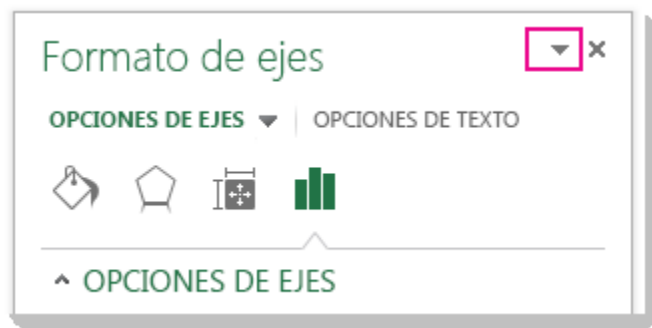 Formato de ejes
OPCIONES DE EJES OPCIONES DE TEXTO
OPCIONES DE EJES